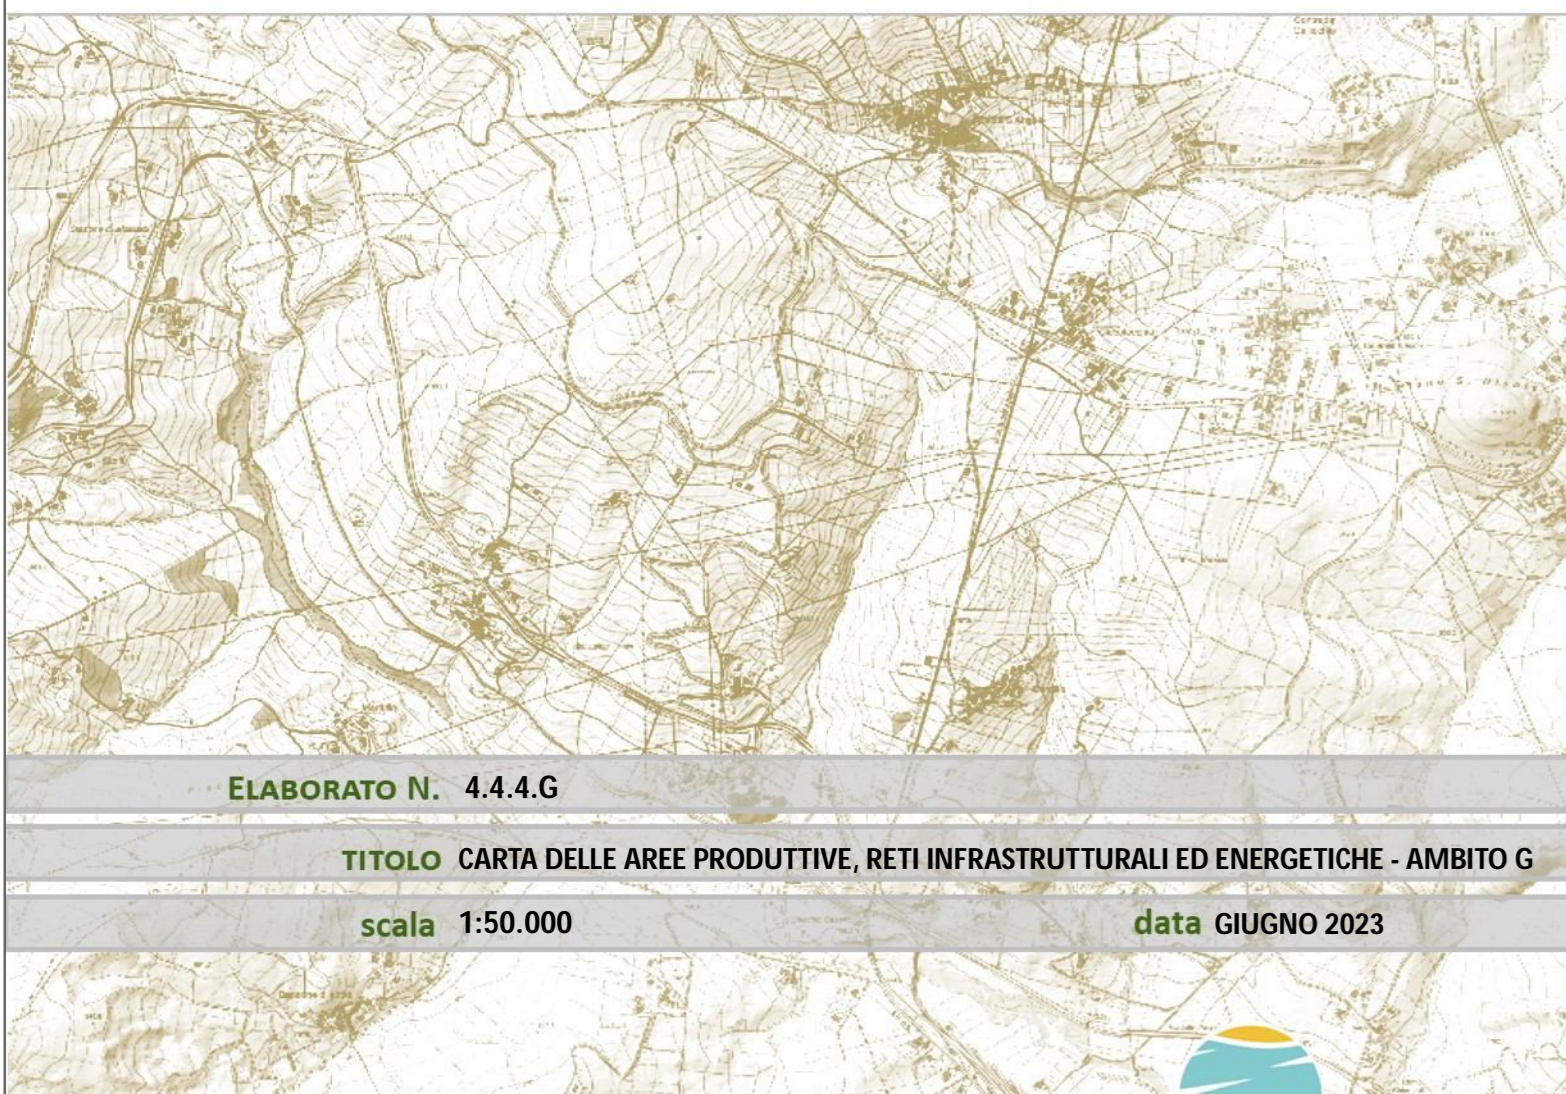 ELABORATO N. 4.4.4.G
TITOLO CARTA DELLE AREE PRODUTTIVE, RETI INFRASTRUTTURALI ED ENERGETICHE - AMBITO G
scala 1:50.000 data GIUGNO 2023